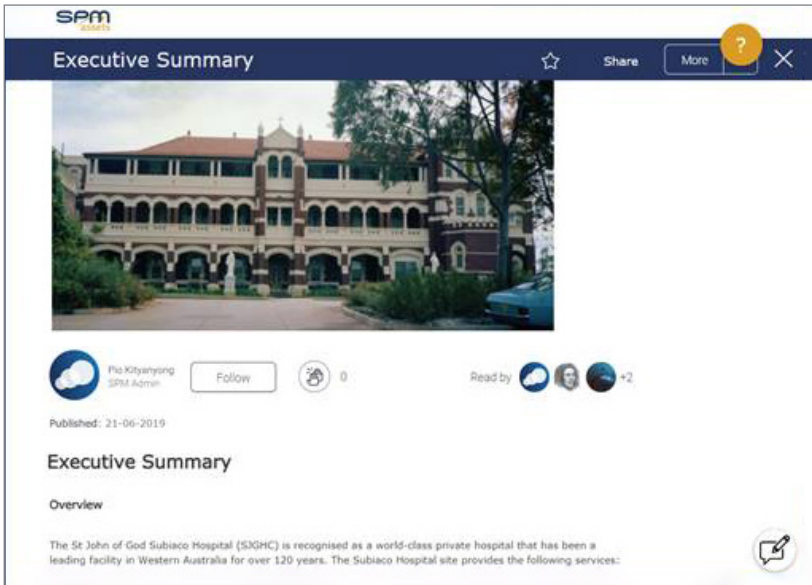 SPM
assets
Executive Summary
Share
More
?
Pio Kityanyong
SPM Admin
Follow
0
Read by
+2
Published: 21-06-2019
Executive Summary
Overview
The St John of God Subiaco Hospital (SJGHC) is recognised as a world-class private hospital that has been a
leading facility in Western Australia for over 120 years. The Subiaco Hospital site provides the following services: